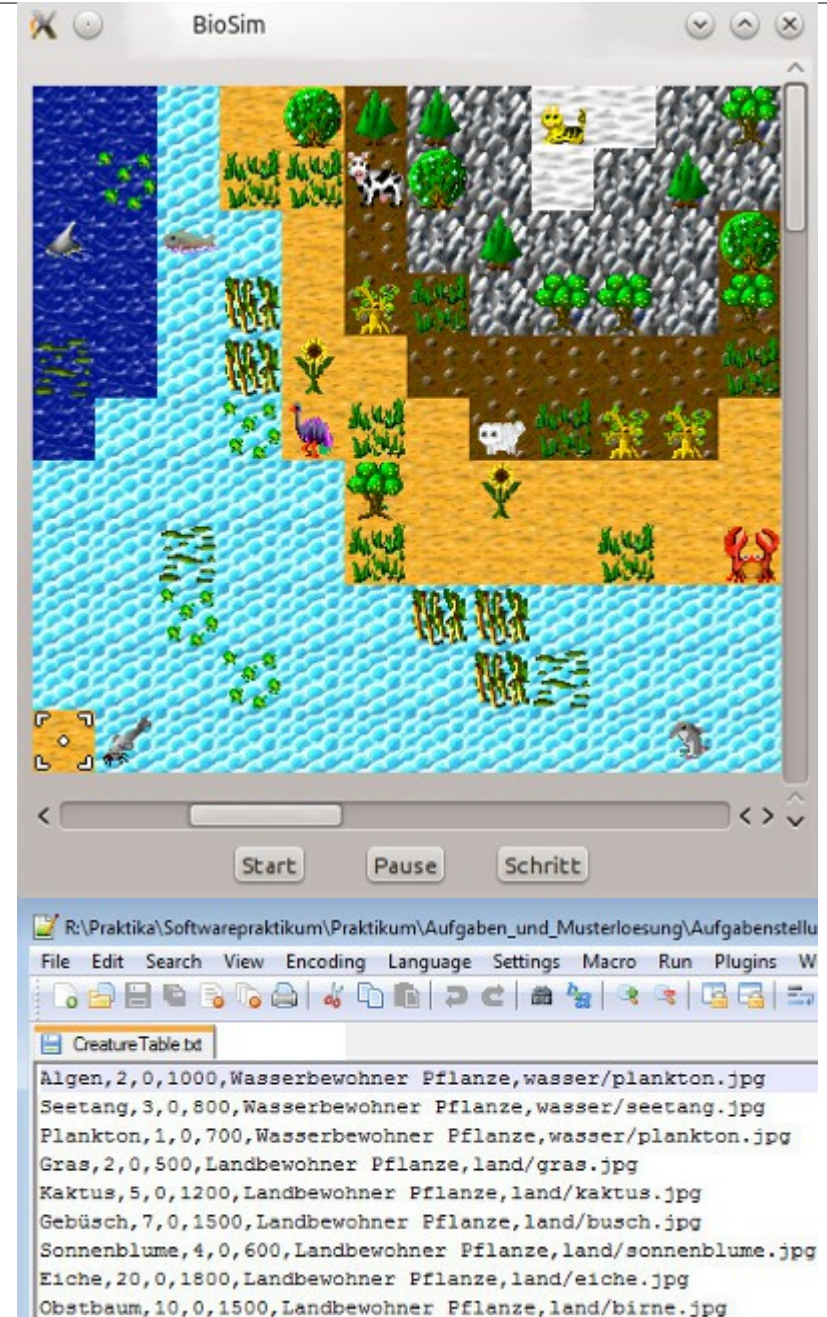 BioSim
Start Pause Schritt
R:\Praktika\Softwarepraktikum\Praktikum\Aufgaben_und_Musterloesung\Aufgabenstellu
File Edit Search View Encoding Language Settings Macro Run Plugins W
CreatureTable.txt
Algen,2,0,1000,Wasserbewohner Pflanze,wasser/plankton.jpg
Seetang,3,0,800,Wasserbewohner Pflanze,wasser/seetang.jpg
Plankton,1,0,700,Wasserbewohner Pflanze,wasser/plankton.jpg
Gras,2,0,500,Landbewohner Pflanze,land/gras.jpg
Kaktus,5,0,1200,Landbewohner Pflanze,land/kaktus.jpg
Gebüsch,7,0,1500,Landbewohner Pflanze,land/busch.jpg
Sonnenblume,4,0,600,Landbewohner Pflanze,land/sonnenblume.jpg
Eiche,20,0,1800,Landbewohner Pflanze,land/eiche.jpg
Obstbaum,10,0,1500,Landbewohner Pflanze,land/birne.jpg